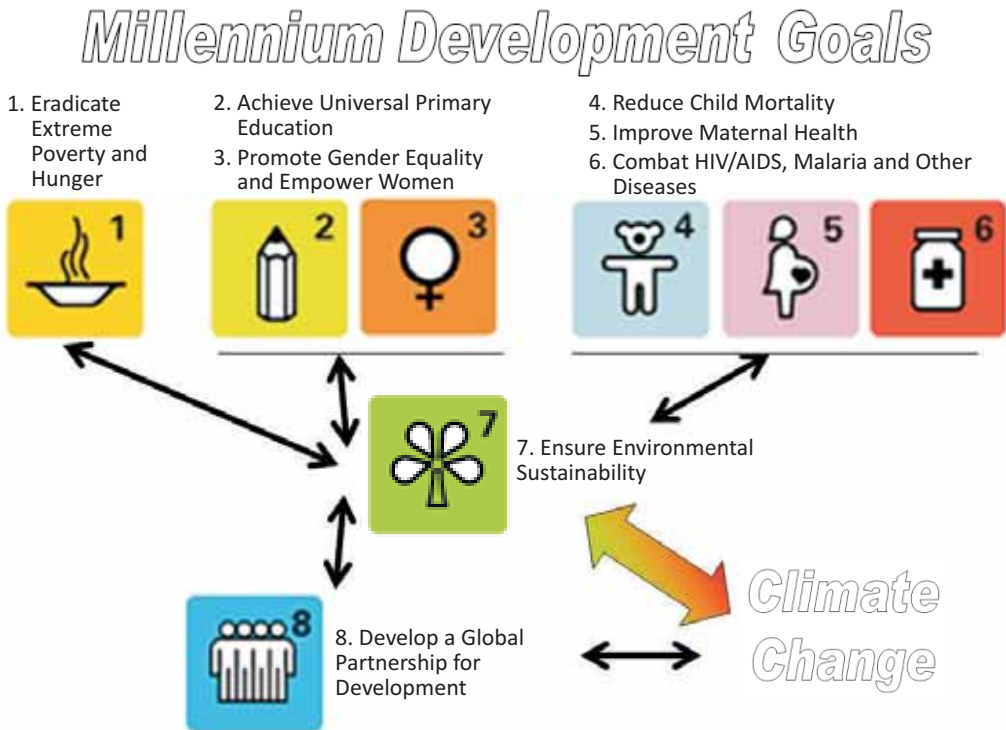 Millennium Development Goals
1. Eradicate
Extreme
Poverty and
Hunger
2. Achieve Universal Primary
Education
3. Promote Gender Equality
and Empower Women
4. Reduce Child Mortality
5. Improve Maternal Health
6. Combat HIV/AIDS, Malaria and Other
Diseases
1
2
3
4
5
6
7
7. Ensure Environmental
Sustainability
8
8. Develop a Global
Partnership for
Development
Climate
Change